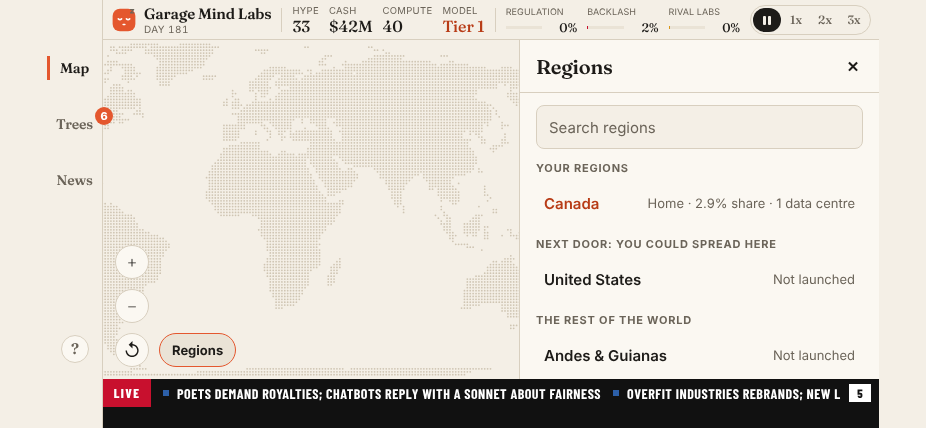 Garage Mind Labs
DAY 181
HYPE
33
CASH
$42M
COMPUTE
40
MODEL
Tier 1
REGULATION
0%
BACKLASH
2%
RIVAL LABS
0%
1x 2x 3x
Map
Trees 6
News
?
Regions
Regions
Search regions
YOUR REGIONS
Canada Home · 2.9% share · 1 data centre
NEXT DOOR: YOU COULD SPREAD HERE
United States Not launched
THE REST OF THE WORLD
Andes & Guianas Not launched
LIVE POETS DEMAND ROYALTIES; CHATBOTS REPLY WITH A SONNET ABOUT FAIRNESS OVERFIT INDUSTRIES REBRANDS; NEW L 5